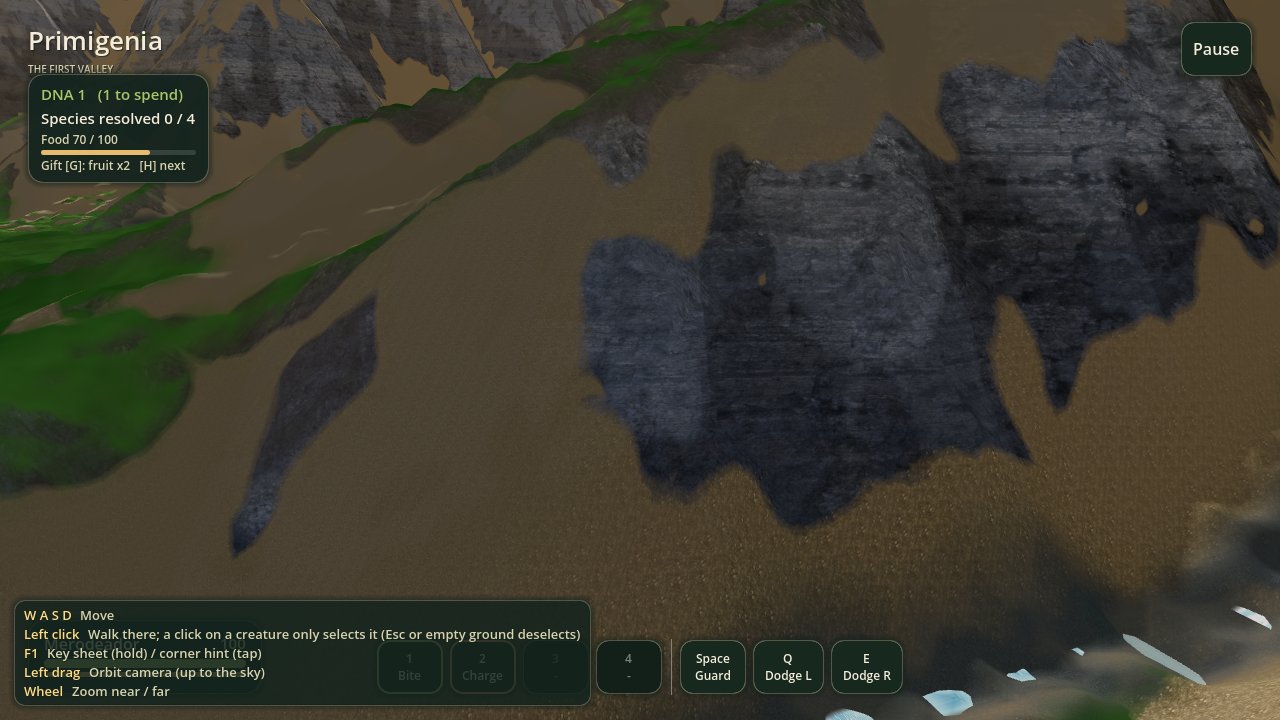 Primigenia
THE FIRST VALLEY
DNA 1 (1 to spend)
Species resolved 0 / 4
Food 70 / 100
Gift [G]: fruit x2 [H] next
Pause
W A S D Move
Left click Walk there; a click on a creature only selects it (Esc or empty ground deselects)
F1 Key sheet (hold) / corner hint (tap)
Left drag Orbit camera (up to the sky)
Wheel Zoom near / far
Merodeador
1
Bite
2
Charge
3
-
4
-
Space
Guard
Q
Dodge L
E
Dodge R